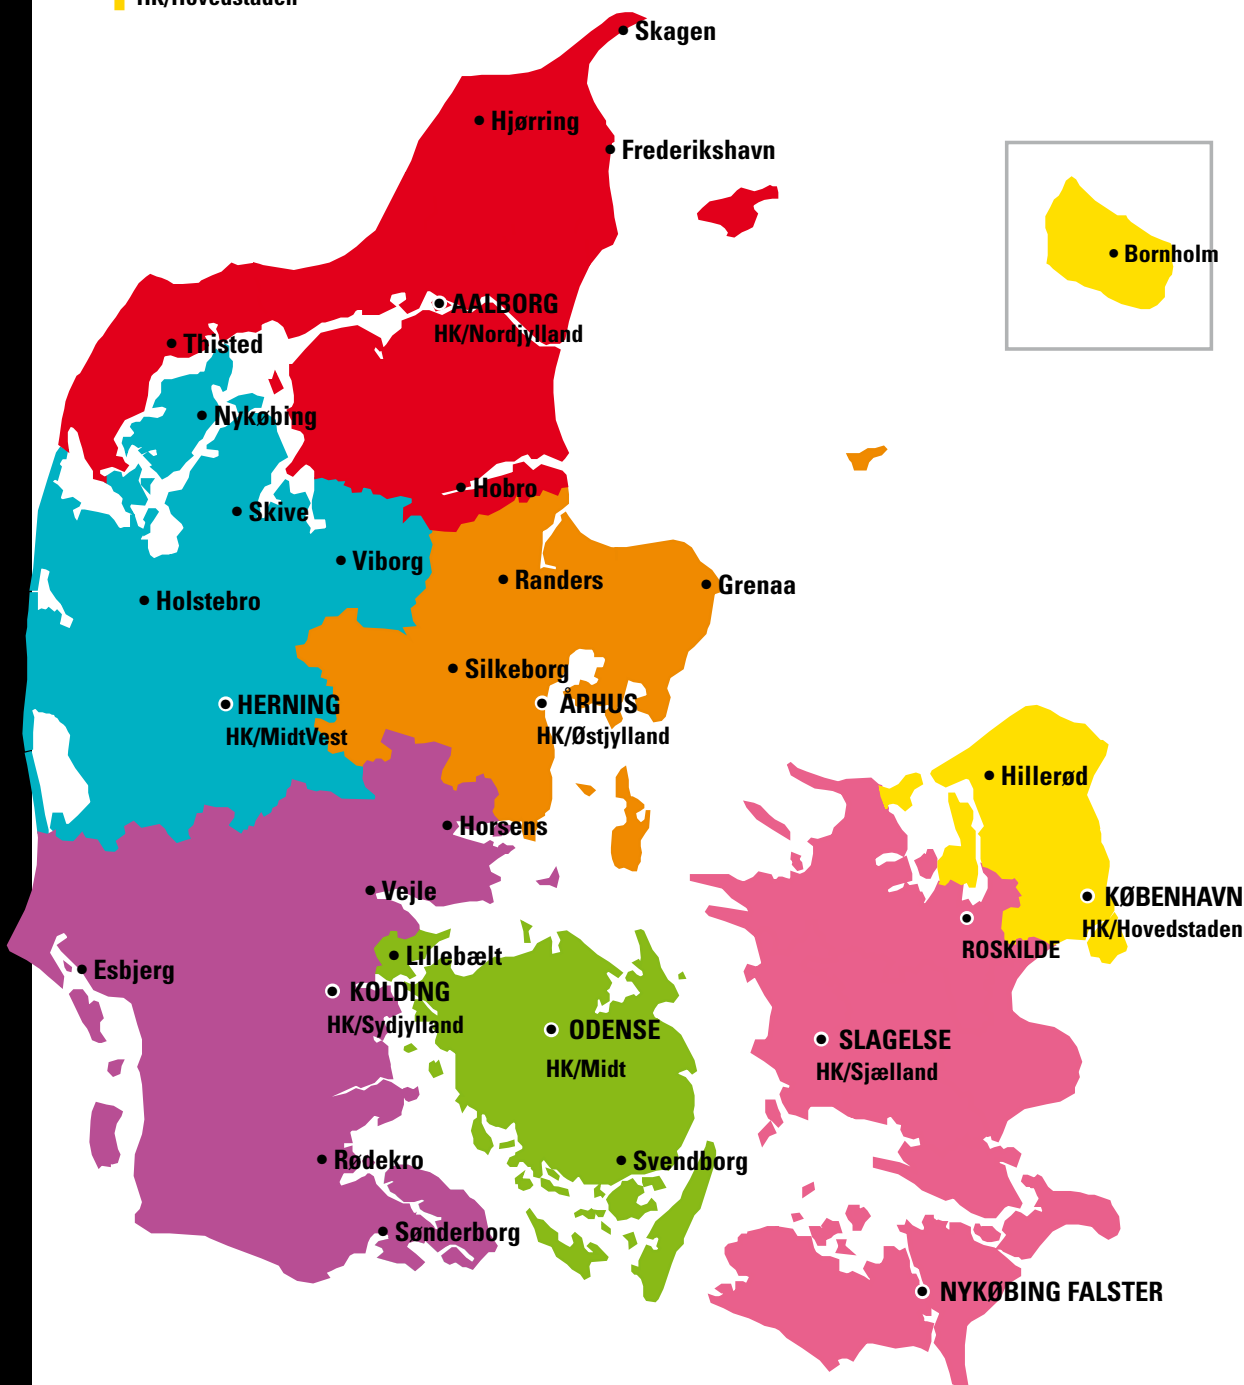 HK/Hovedstaden
Skagen
Hjørring
Frederikshavn
Bornholm
AALBORG
HK/Nordjylland
Thisted
Nykøbing
Hobro
Skive
Viborg
Randers
Grenaa
Holstebro
Silkeborg
HERNING
HK/MidtVest
ÅRHUS
HK/Østjylland
Hillerød
Horsens
Vejle
KØBENHAVN
HK/Hovedstaden
ROSKILDE
Lillebælt
Esbjerg
KOLDING
HK/Sydjylland
ODENSE
HK/Midt
SLAGELSE
HK/Sjælland
Rødekro
Svendborg
Sønderborg
NYKØBING FALSTER